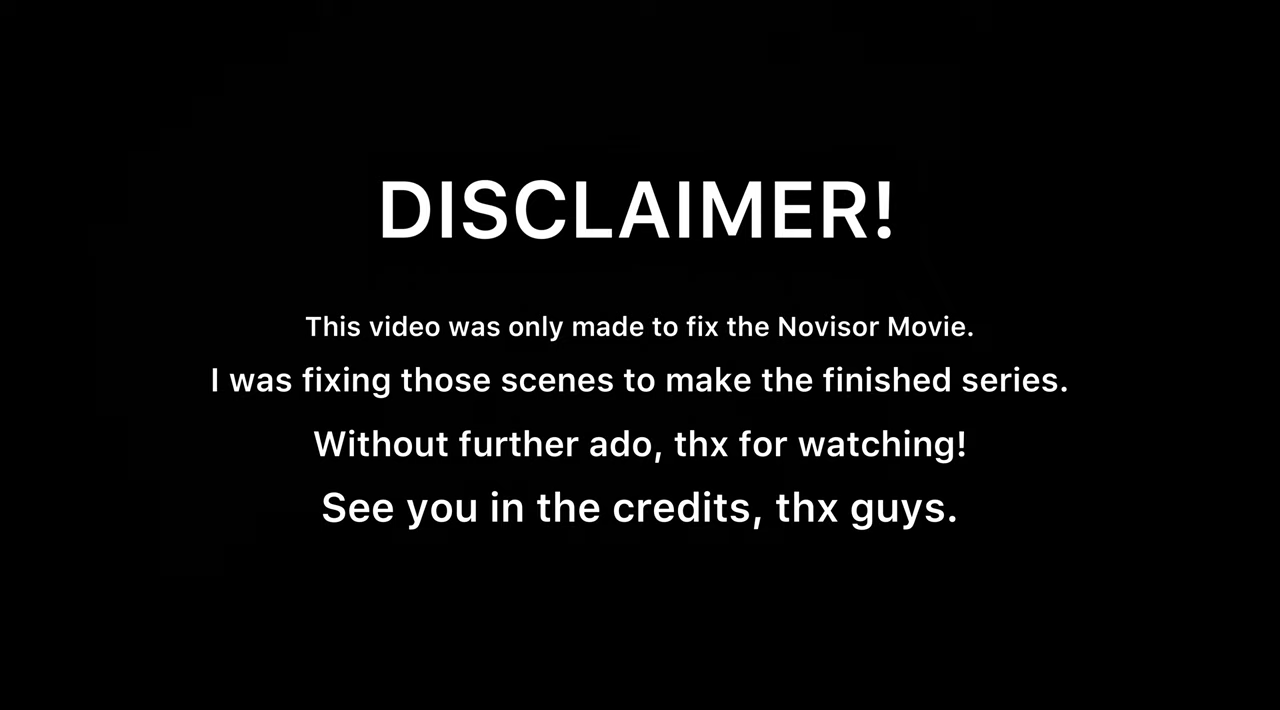 DISCLAIMER!
This video was only made to fix the Novisor Movie.
I was fixing those scenes to make the finished series.
Without further ado, thx for watching!
See you in the credits, thx guys.